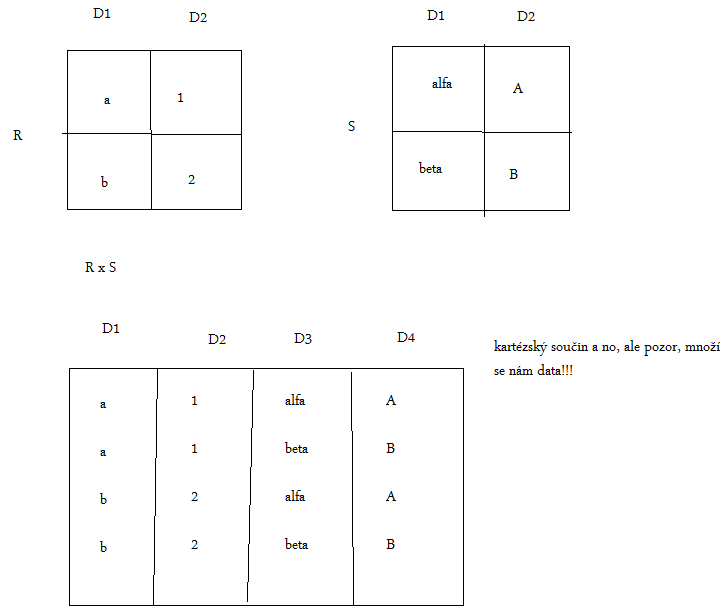 D1 D2
a 1
R
b 2
D1 D2
alfa A
S
beta B
R x S
D1 D2 D3 D4
a 1 alfa A
a 1 beta B
b 2 alfa A
b 2 beta B
kartézský součin a no, ale pozor, množí
se nám data!!!